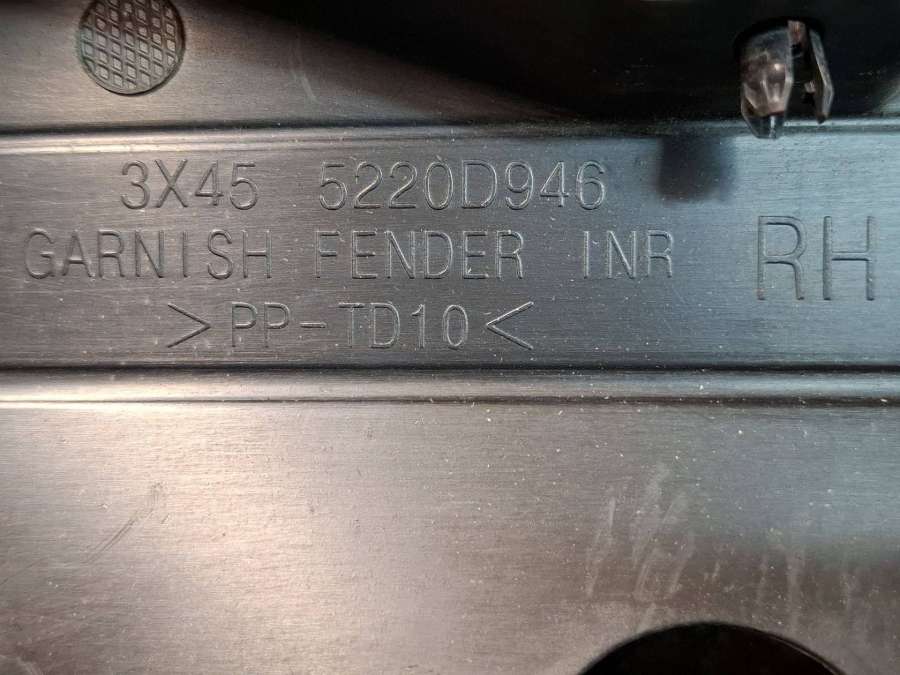 3X45 5220D946
GARNISH FENDER INR RH
>PP-TD10<